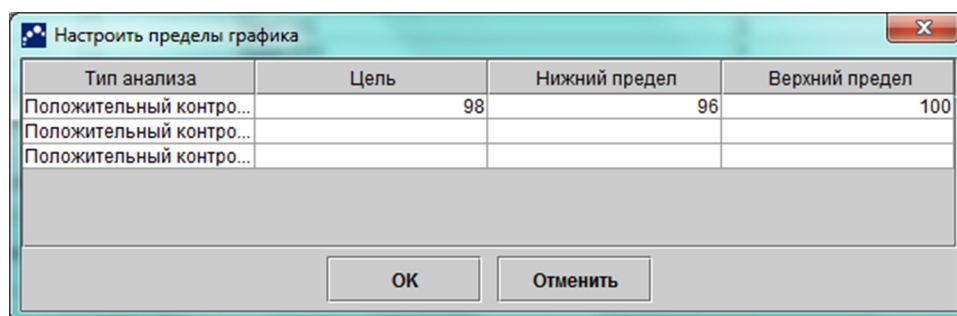 Настроить пределы графика
Тип анализа Цель Нижний предел Верхний предел
Положительный контро... 98 96 100
Положительный контро...
Положительный контро...
OK Отменить